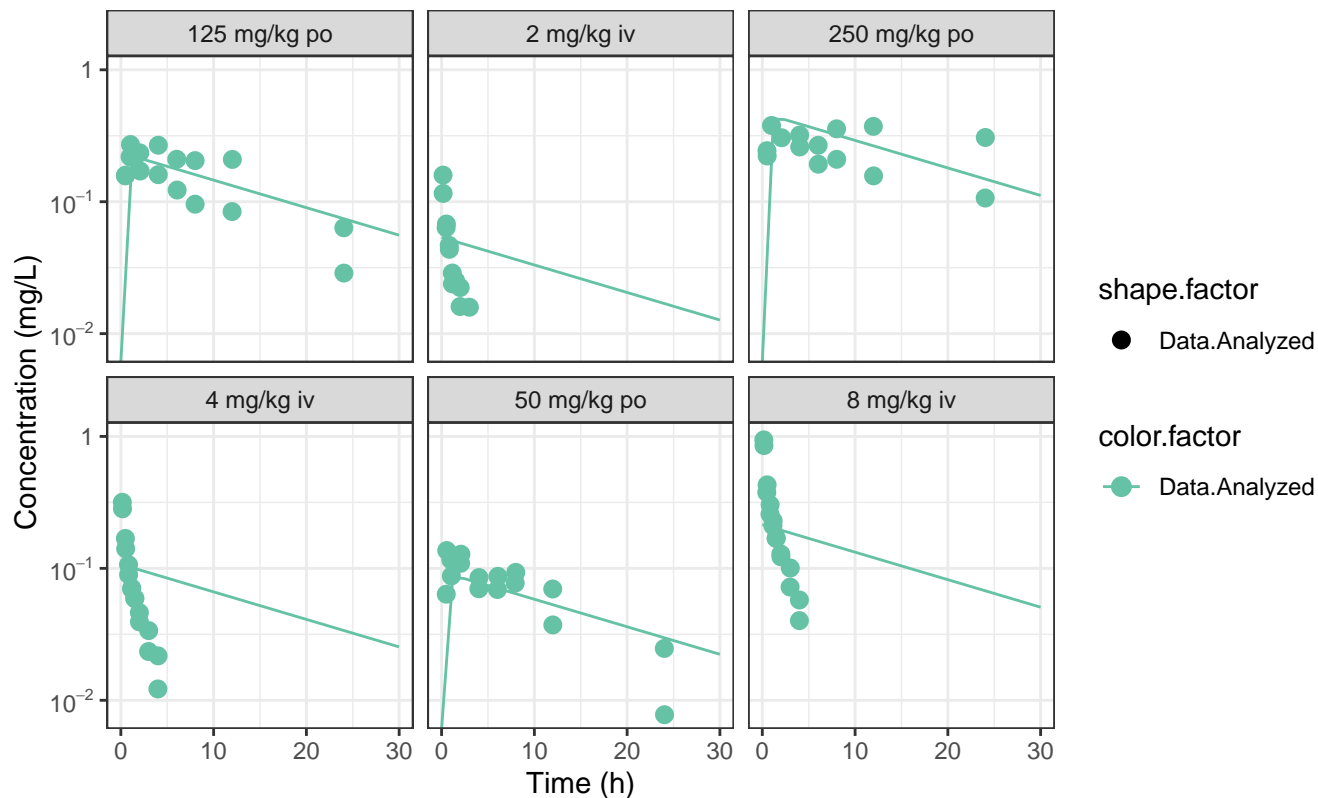 125 mg/kg po
2 mg/kg iv
250 mg/kg po
1
10−1
10−2
4 mg/kg iv
50 mg/kg po
8 mg/kg iv
1
10−1
10−2
0 10 20 30
0 10 20 30
0 10 20 30
Time (h)
Concentration (mg/L)
shape.factor
Data.Analyzed
color.factor
Data.Analyzed